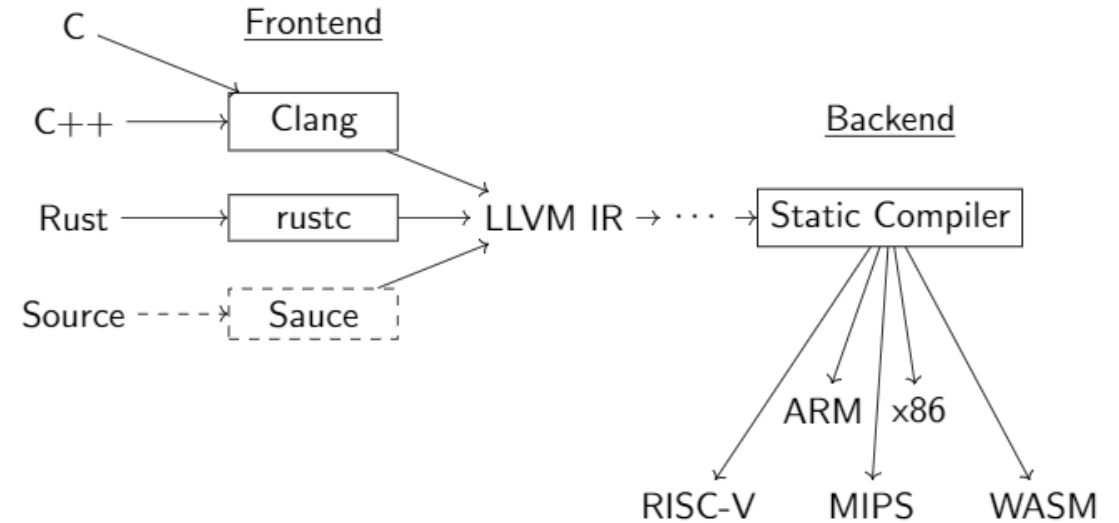 C
Frontend
C++
Clang
Backend
Rust
rustc
LLVM IR
···
Static Compiler
Source
Sauce
ARM
x86
RISC-V
MIPS
WASM